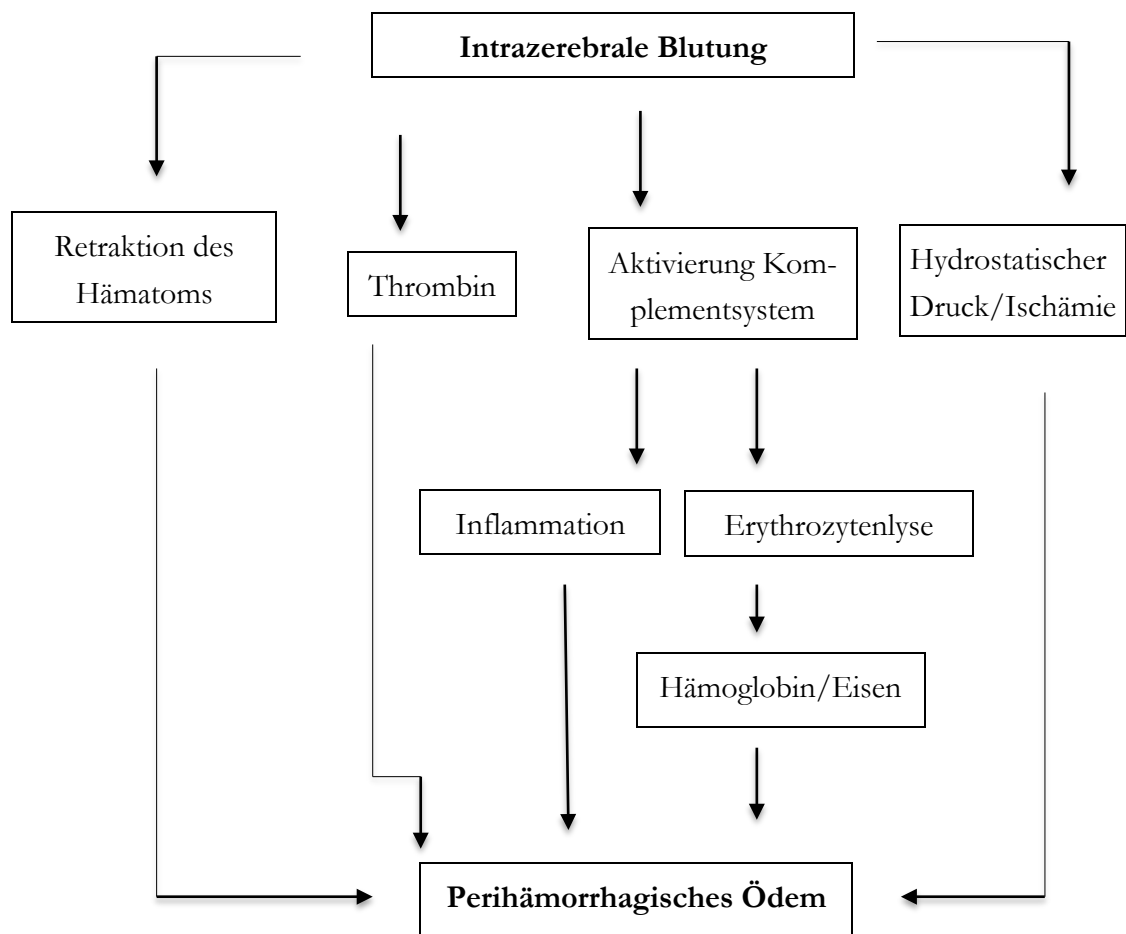 Intrazerebrale Blutung
Retraktion des
Hämatoms
Thrombin
Aktivierung Kom-
plementsystem
Hydrostatischer
Druck/Ischämie
Inflammation
Erythrozytenlyse
Hämoglobin/Eisen
Perihämorrhagisches Ödem